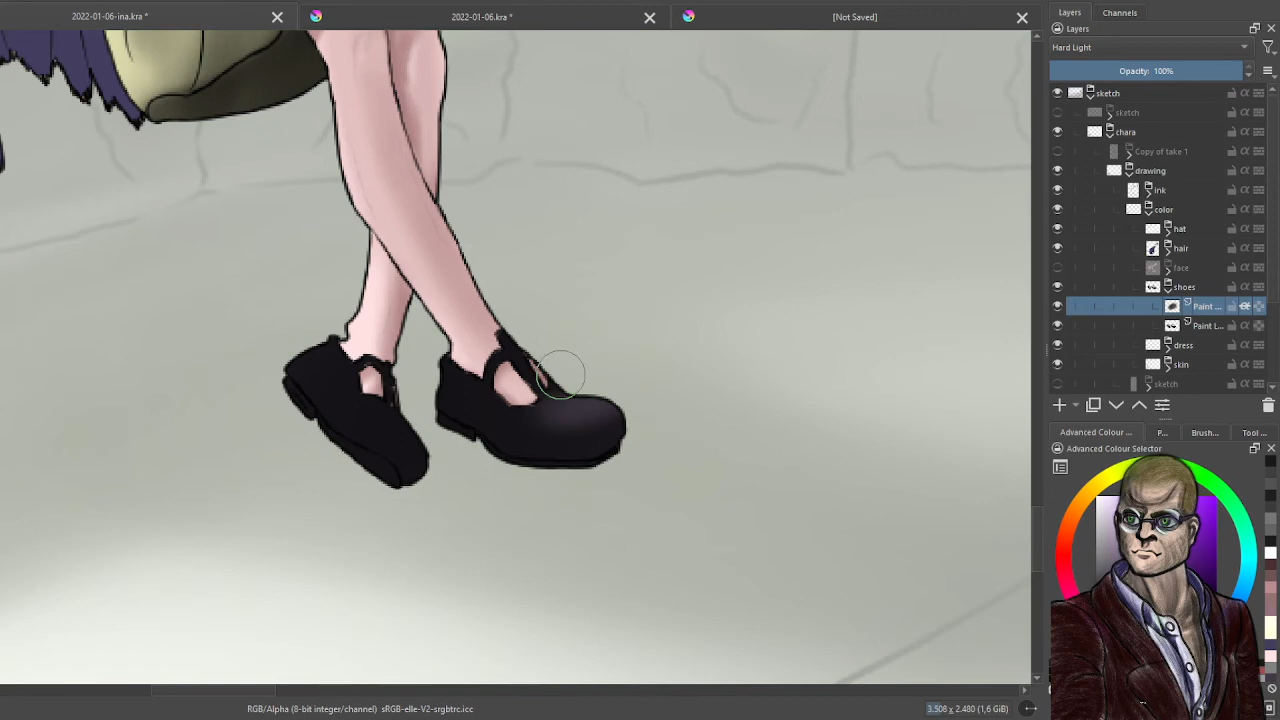 2022-01-06-ina.kra *
2022-01-06.kra *
[Not Saved]
Layers
Channels
Layers
Hard Light
Opacity: 100%
sketch
sketch
chara
Copy of take 1
drawing
ink
color
hat
hair
face
shoes
Paint ...
Paint L...
dress
skin
sketch
Advanced Colour ...
P...
Brush...
Tool ...
Advanced Colour Selector
RGB/Alpha (8-bit integer/channel) sRGB-elle-V2-srgbtrc.icc
3.508 x 2.480 (1,6 GiB)